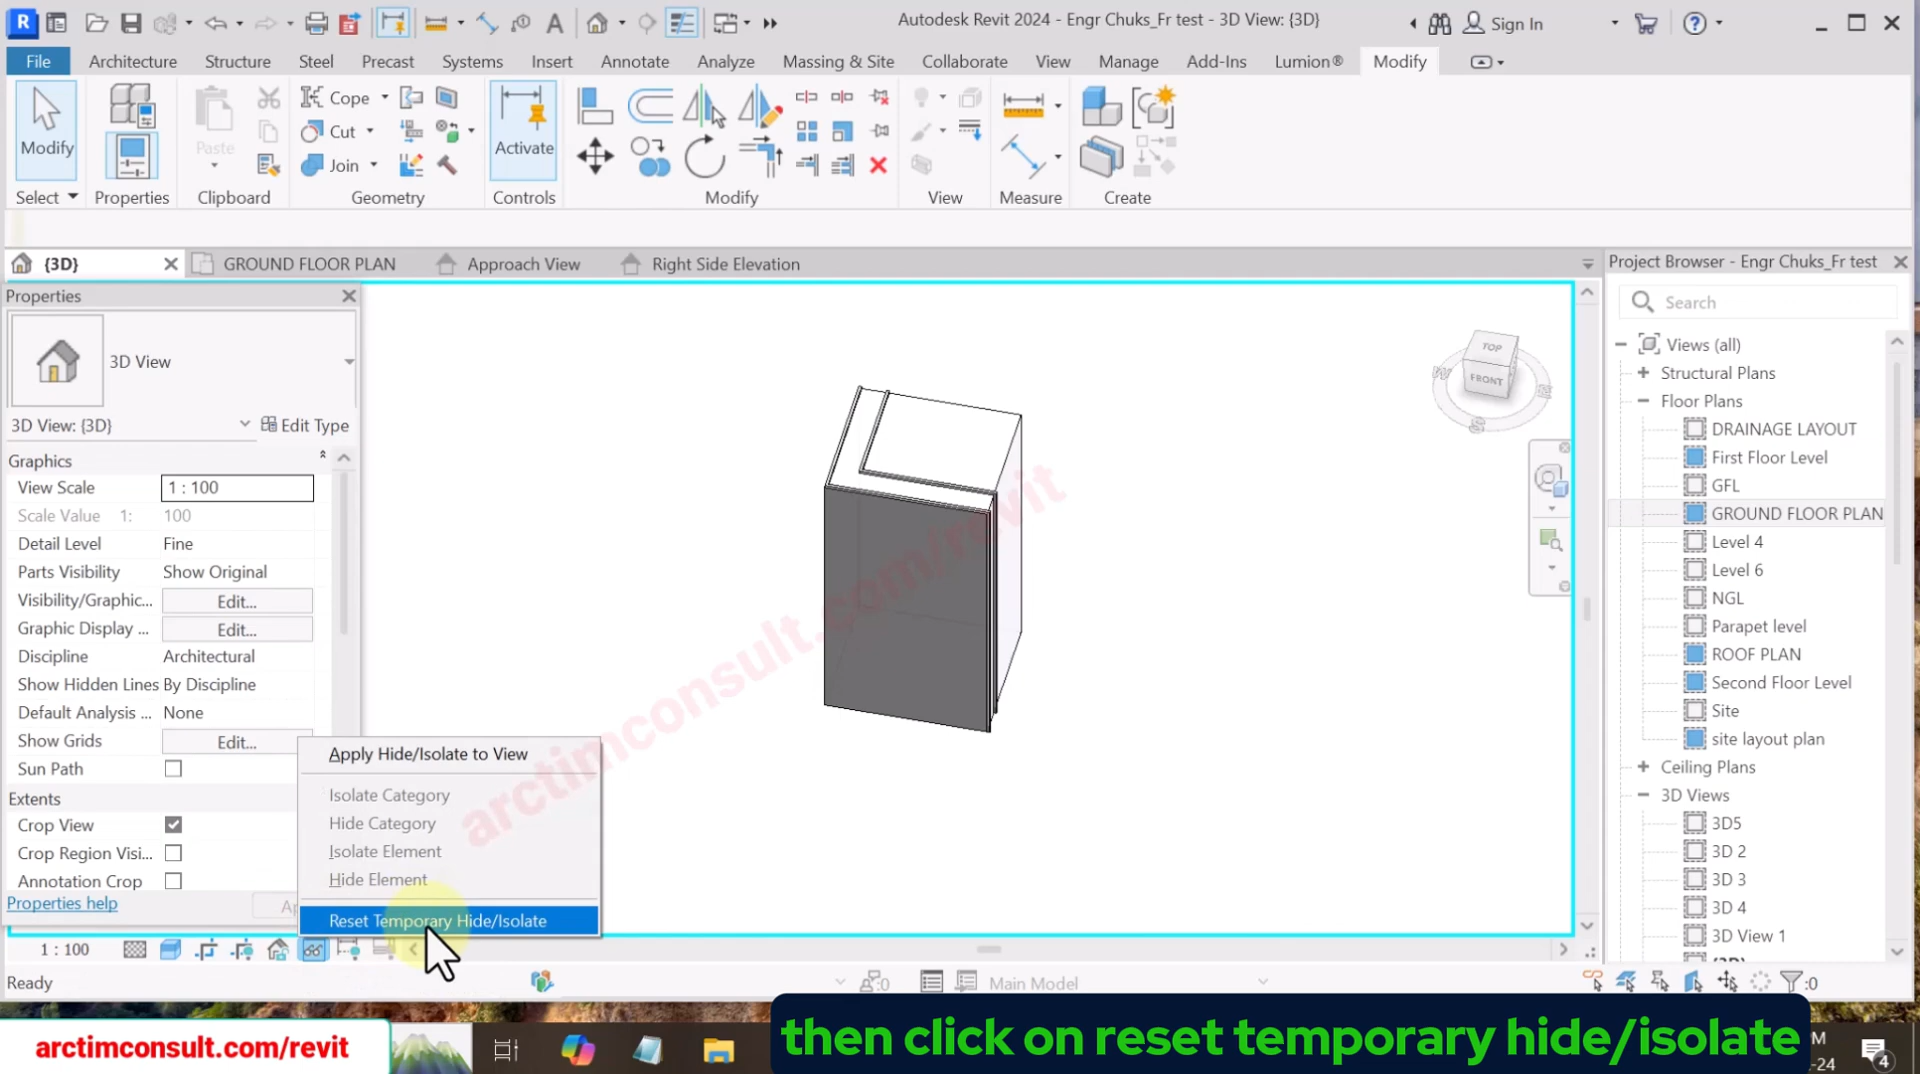 R
Autodesk Revit 2024 - Engr Chuks_Fr test - 3D View: {3D}
Sign In
File
Architecture
Structure
Steel
Precast
Systems
Insert
Annotate
Analyze
Massing & Site
Collaborate
View
Manage
Add-Ins
Lumion®
Modify
Modify
Select
Properties
Paste
Clipboard
Cope
Cut
Join
Geometry
Activate
Controls
Modify
View
Measure
Create
{3D}
GROUND FLOOR PLAN
Approach View
Right Side Elevation
Project Browser - Engr Chuks_Fr test
Search
Properties
3D View
3D View: {3D}
Edit Type
Graphics
View Scale
1 : 100
Scale Value 1:
100
Detail Level
Fine
Parts Visibility
Show Original
Visibility/Graphic...
Edit...
Graphic Display ...
Edit...
Discipline
Architectural
Show Hidden Lines
By Discipline
Default Analysis ...
None
Show Grids
Edit...
Sun Path
Extents
Crop View
Crop Region Visi...
Annotation Crop
Properties help
Apply Hide/Isolate to View
Isolate Category
Hide Category
Isolate Element
Hide Element
Reset Temporary Hide/Isolate
arctimconsult.com/revit
TOP
FRONT
W
S
E
Views (all)
Structural Plans
Floor Plans
DRAINAGE LAYOUT
First Floor Level
GFL
GROUND FLOOR PLAN
Level 4
Level 6
NGL
Parapet level
ROOF PLAN
Second Floor Level
Site
site layout plan
Ceiling Plans
3D Views
3D5
3D 2
3D 3
3D 4
3D View 1
1 : 100
Ready
:0
Main Model
:0
arctimconsult.com/revit
then click on reset temporary hide/isolate
M
-24
4